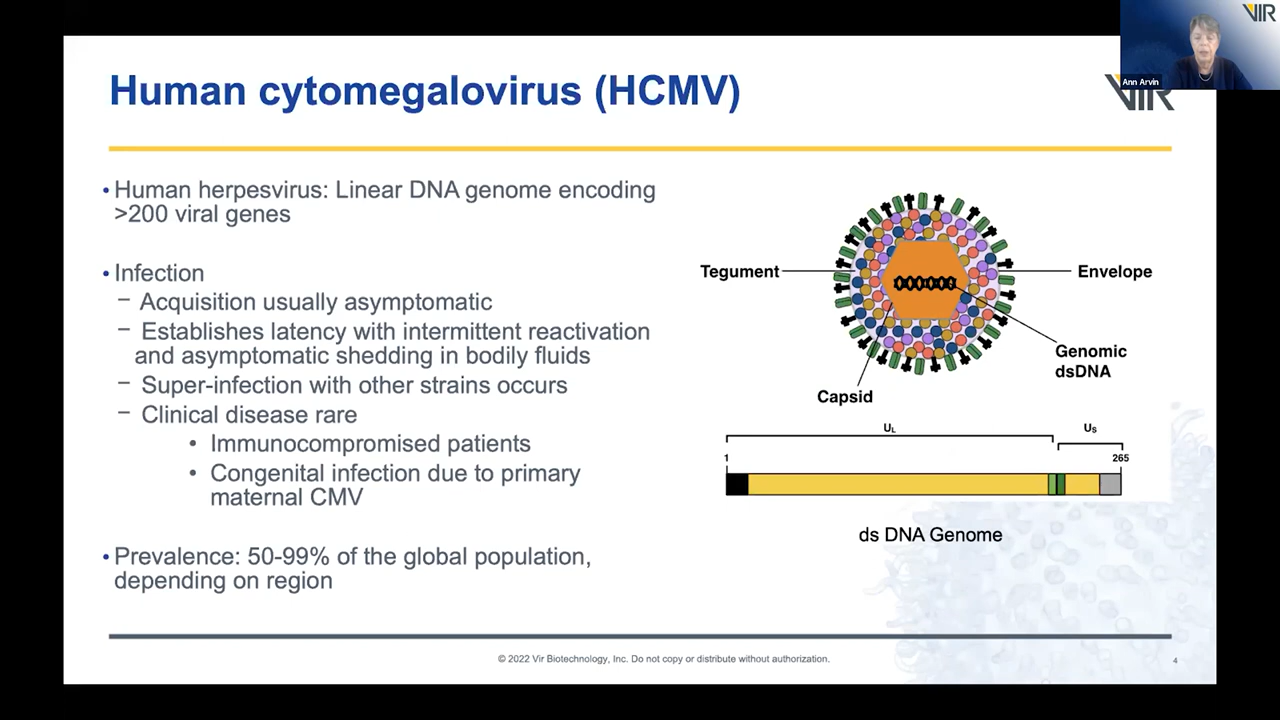 VIR
Ann Arvin
VIR
Human cytomegalovirus (HCMV)
• Human herpesvirus: Linear DNA genome encoding
>200 viral genes
• Infection
− Acquisition usually asymptomatic
− Establishes latency with intermittent reactivation
and asymptomatic shedding in bodily fluids
− Super-infection with other strains occurs
− Clinical disease rare
• Immunocompromised patients
• Congenital infection due to primary
maternal CMV
• Prevalence: 50-99% of the global population,
depending on region
Tegument
Envelope
Genomic
dsDNA
Capsid
UL
US
1
265
ds DNA Genome
© 2022 Vir Biotechnology, Inc. Do not copy or distribute without authorization.
4